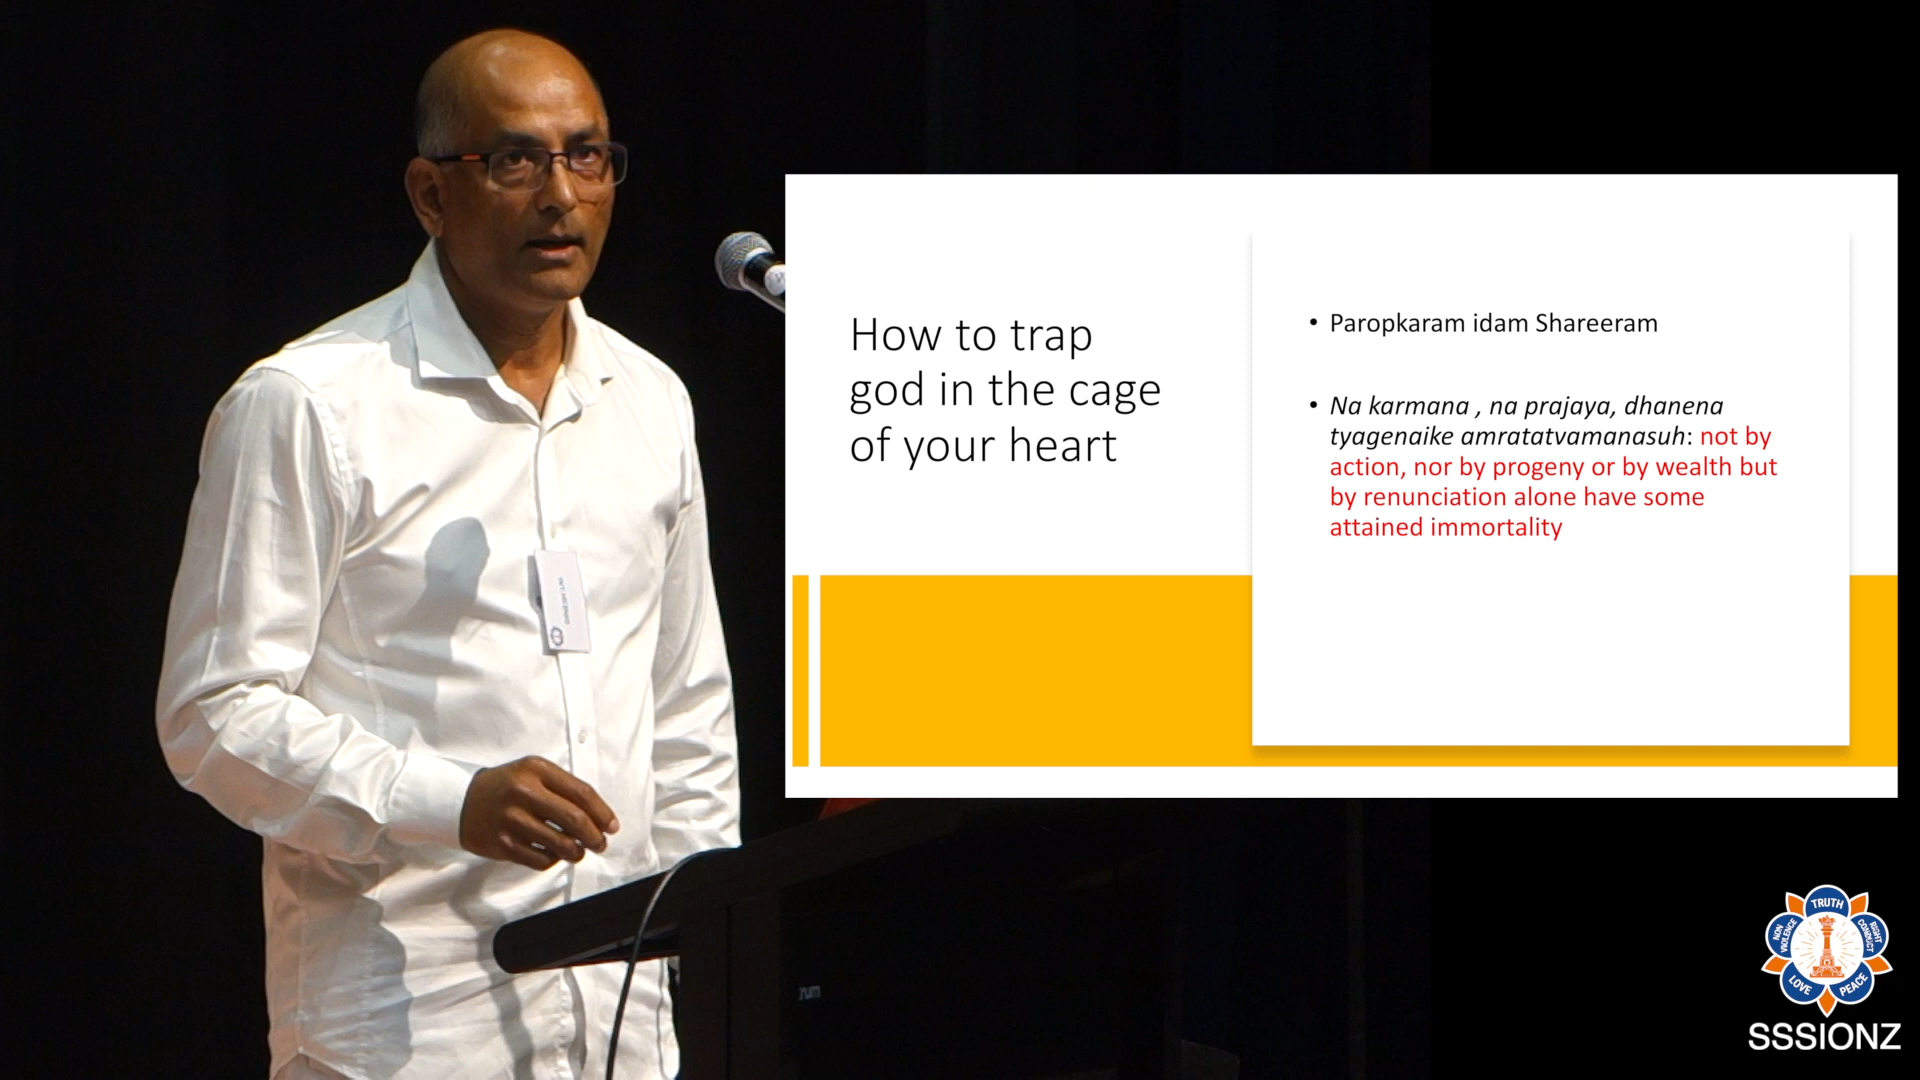 How to trap
god in the cage
of your heart
• Paropkaram idam Shareeram
• Na karmana , na prajaya, dhanena
tyagenaike amratatvamanasuh: not by
action, nor by progeny or by wealth but
by renunciation alone have some
attained immortality
TRUTH
RIGHT
CONDUCT
PEACE
LOVE
NON
VIOLENCE
SSSIONZ